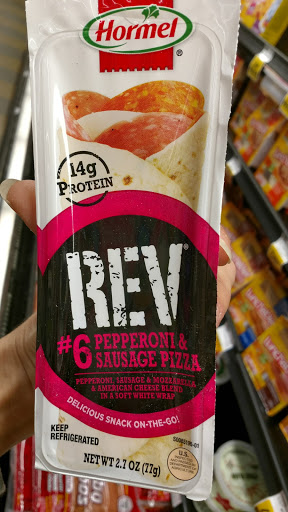 Hormel
®
14g
PROTEIN
REV®
#6 PEPPERONI &
SAUSAGE PIZZA
PEPPERONI, SAUSAGE & MOZZARELLA
& AMERICAN CHEESE BLEND
IN A SOFT WHITE WRAP
DELICIOUS SNACK ON-THE-GO!
KEEP
REFRIGERATED
NET WT 2.7 OZ (77g)
U.S.